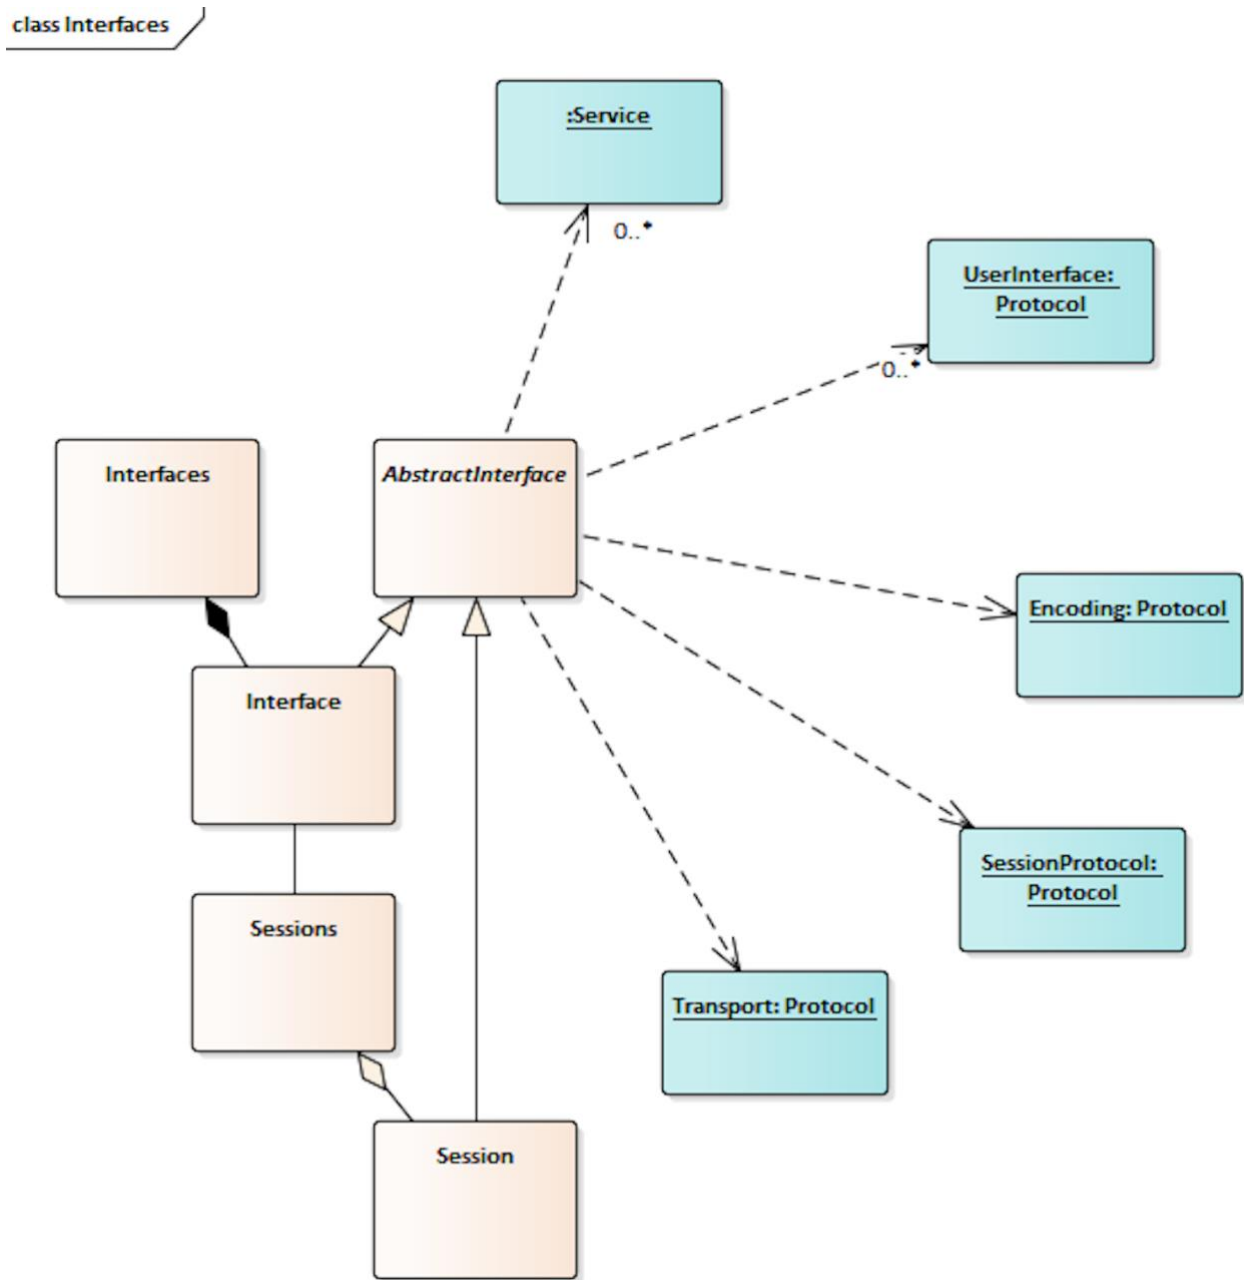 class Interfaces
:Service
0..*
UserInterface:
Protocol
0..*
Interfaces
AbstractInterface
Encoding: Protocol
Interface
SessionProtocol:
Protocol
Sessions
Transport: Protocol
Session